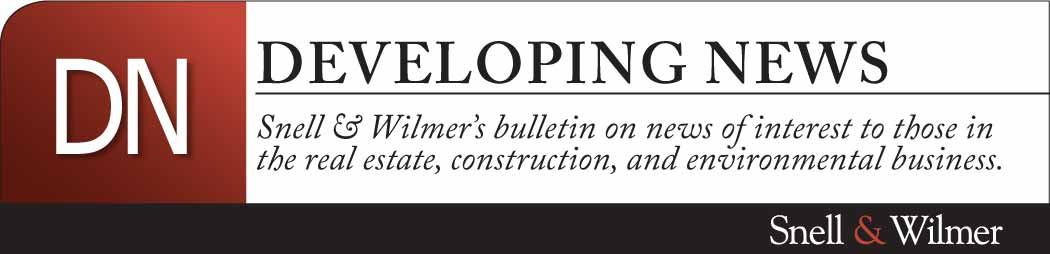 DN
DEVELOPING NEWS
Snell & Wilmer's bulletin on news of interest to those in
the real estate, construction, and environmental business.
Snell & Wilmer